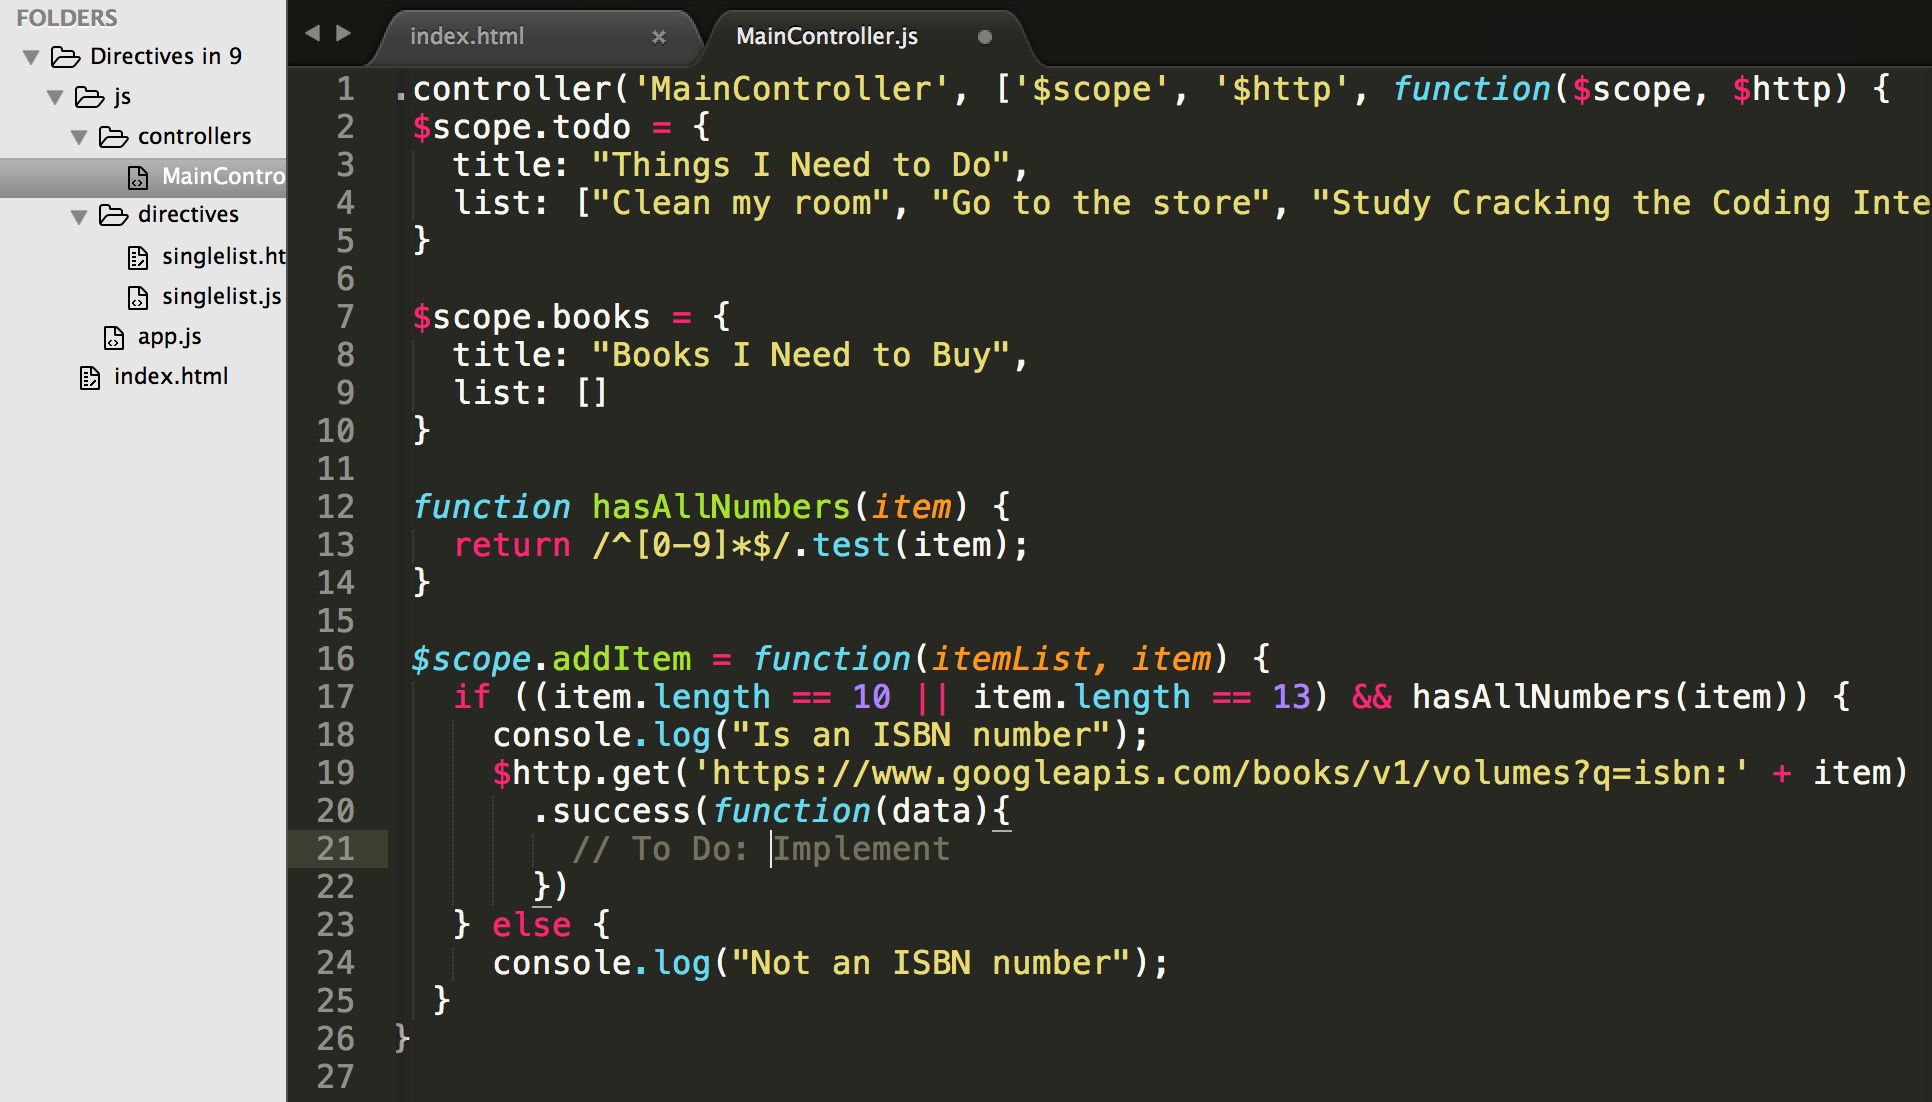 FOLDERS
Directives in 9
js
controllers
MainContro
directives
singlelist.ht
singlelist.js
app.js
index.html
index.html
MainController.js
1 .controller('MainController', ['$scope', '$http', function($scope, $http) {
2 $scope.todo = {
3 title: "Things I Need to Do",
4 list: ["Clean my room", "Go to the store", "Study Cracking the Coding Inte
5 }
6
7 $scope.books = {
8 title: "Books I Need to Buy",
9 list: []
10 }
11
12 function hasAllNumbers(item) {
13 return /^[0-9]*$/.test(item);
14 }
15
16 $scope.addItem = function(itemList, item) {
17 if ((item.length == 10 || item.length == 13) && hasAllNumbers(item)) {
18 console.log("Is an ISBN number");
19 $http.get('https://www.googleapis.com/books/v1/volumes?q=isbn:' + item)
20 .success(function(data){
21 // To Do: Implement
22 })
23 } else {
24 console.log("Not an ISBN number");
25 }
26 }
27